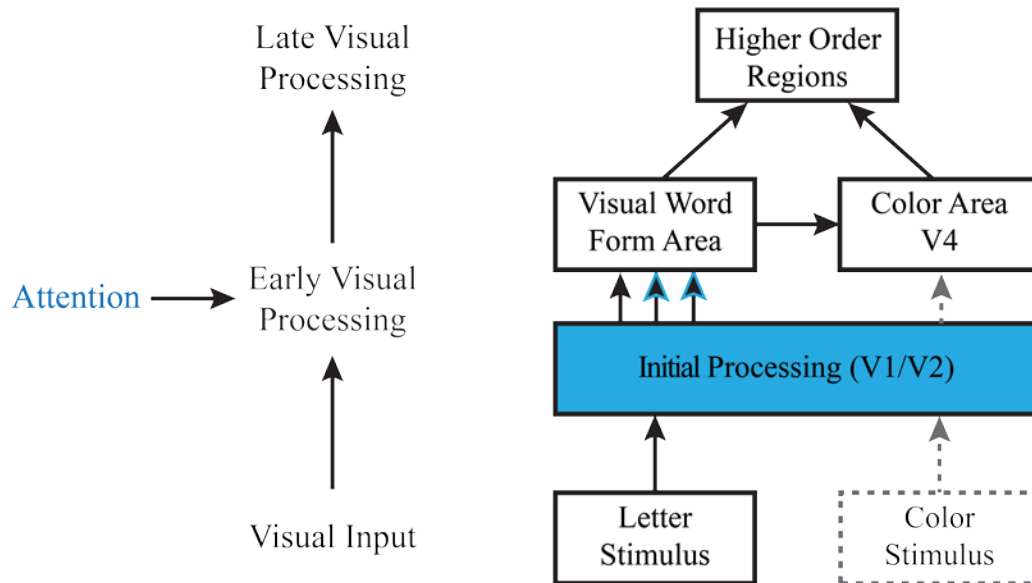 Late Visual
Processing
Attention
Early Visual
Processing
Visual Input
Higher Order
Regions
Visual Word
Form Area
Color Area
V4
Initial Processing (V1/V2)
Letter
Stimulus
Color
Stimulus